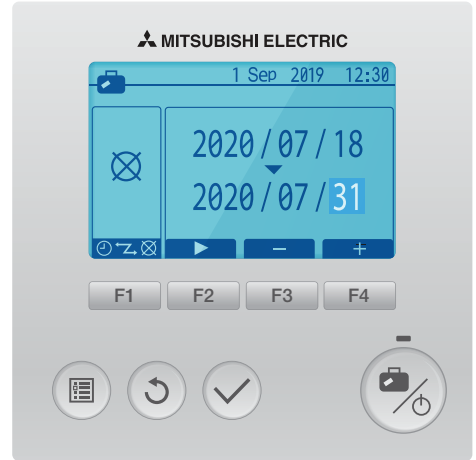 MITSUBISHI ELECTRIC
1 Sep 2019 12:30
2020/07/18
2020/07/31
F1 F2 F3 F4